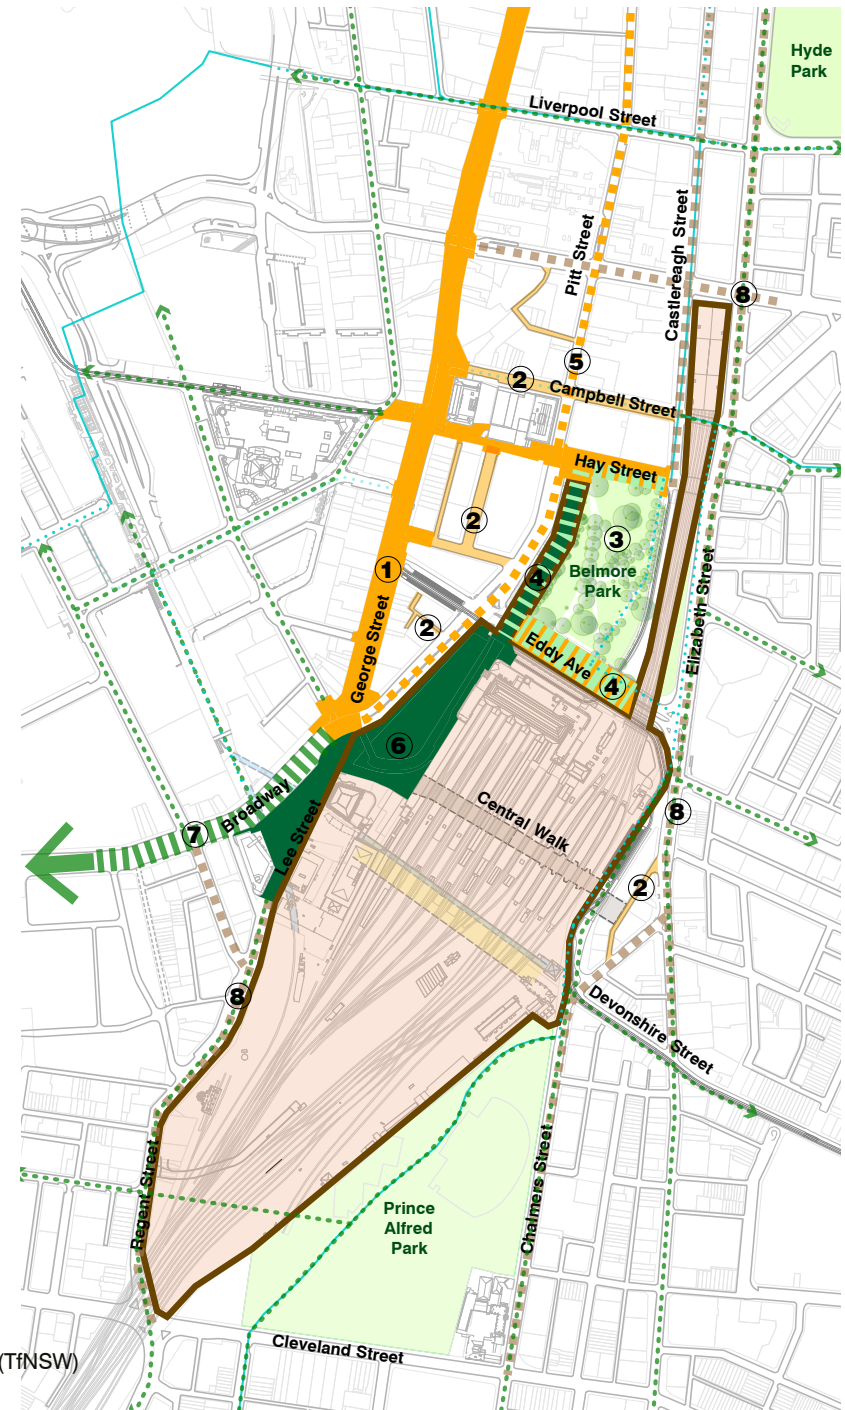 Hyde
Park
Liverpool Street
Castlereagh Street
Pitt Street
8
5
2
Campbell Street
Hay Street
2
3
1
4
Belmore
Park
Elizabeth Street
2
George Street
Eddy Ave
4
6
Broadway
Central Walk
8
7
Lee Street
2
8
Devonshire Street
Regent Street
Chalmers Street
Prince
Alfred
Park
Cleveland Street
(TfNSW)